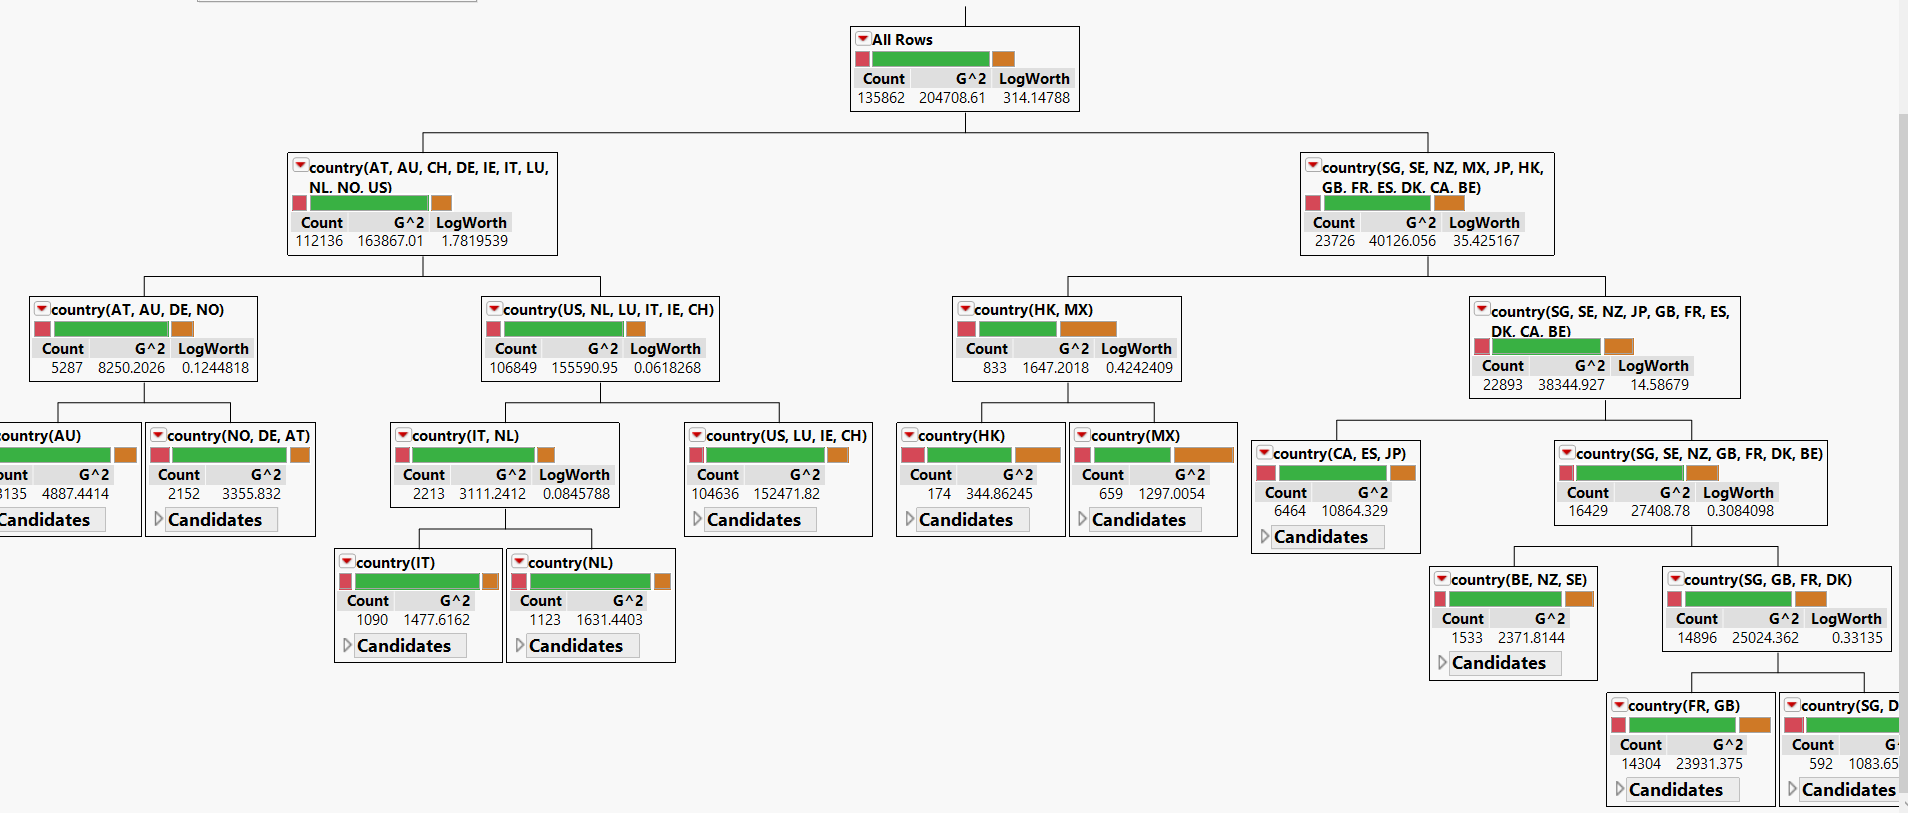 All Rows
Count G^2 LogWorth
135862 204708.61 314.14788
country(AT, AU, CH, DE, IE, IT, LU,
NL, NO, US)
Count G^2 LogWorth
112136 163867.01 1.7819539
country(SG, SE, NZ, MX, JP, HK,
GB, FR, ES, DK, CA, BE)
Count G^2 LogWorth
23726 40126.056 35.425167
country(AT, AU, DE, NO)
Count G^2 LogWorth
5287 8250.2026 0.1244818
country(US, NL, LU, IT, IE, CH)
Count G^2 LogWorth
106849 155590.95 0.0618268
country(HK, MX)
Count G^2 LogWorth
833 1647.2018 0.4242409
country(SG, SE, NZ, JP, GB, FR, ES,
DK, CA, BE)
Count G^2 LogWorth
22893 38344.927 14.58679
ountry(AU)
ount G^2
3135 4887.4414
Candidates
country(NO, DE, AT)
Count G^2
2152 3355.832
Candidates
country(IT, NL)
Count G^2 LogWorth
2213 3111.2412 0.0845788
country(US, LU, IE, CH)
Count G^2
104636 152471.82
Candidates
country(HK)
Count G^2
174 344.86245
Candidates
country(MX)
Count G^2
659 1297.0054
Candidates
country(CA, ES, JP)
Count G^2
6464 10864.329
Candidates
country(SG, SE, NZ, GB, FR, DK, BE)
Count G^2 LogWorth
16429 27408.78 0.3084098
country(IT)
Count G^2
1090 1477.6162
Candidates
country(NL)
Count G^2
1123 1631.4403
Candidates
country(BE, NZ, SE)
Count G^2
1533 2371.8144
Candidates
country(SG, GB, FR, DK)
Count G^2 LogWorth
14896 25024.362 0.33135
country(FR, GB)
Count G^2
14304 23931.375
Candidates
country(SG, D
Count G^
592 1083.65
Candidates